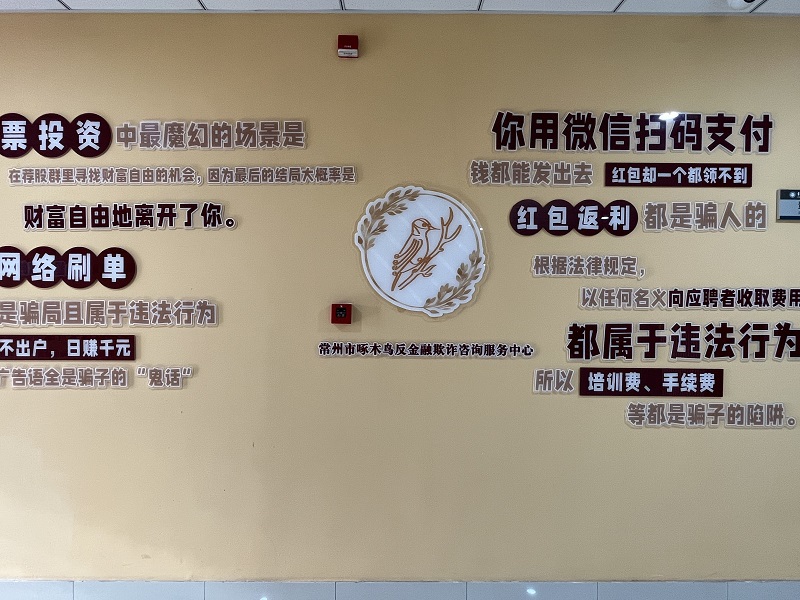 票投资中最魔幻的场景是
在荐股群里寻找财富自由的机会，因为最后的结局大概率是
财富自由地离开了你。
网络刷单
是骗局且属于违法行为
不出户，日赚千元
广告语全是骗子的“鬼话”
常州市啄木鸟反金融欺诈咨询服务中心
你用微信扫码支付
钱都能发出去 红包却一个都领不到
红包返利都是骗人的
根据法律规定，
以任何名义向应聘者收取费用
都属于违法行为
所以 培训费、手续费
等都是骗子的陷阱。